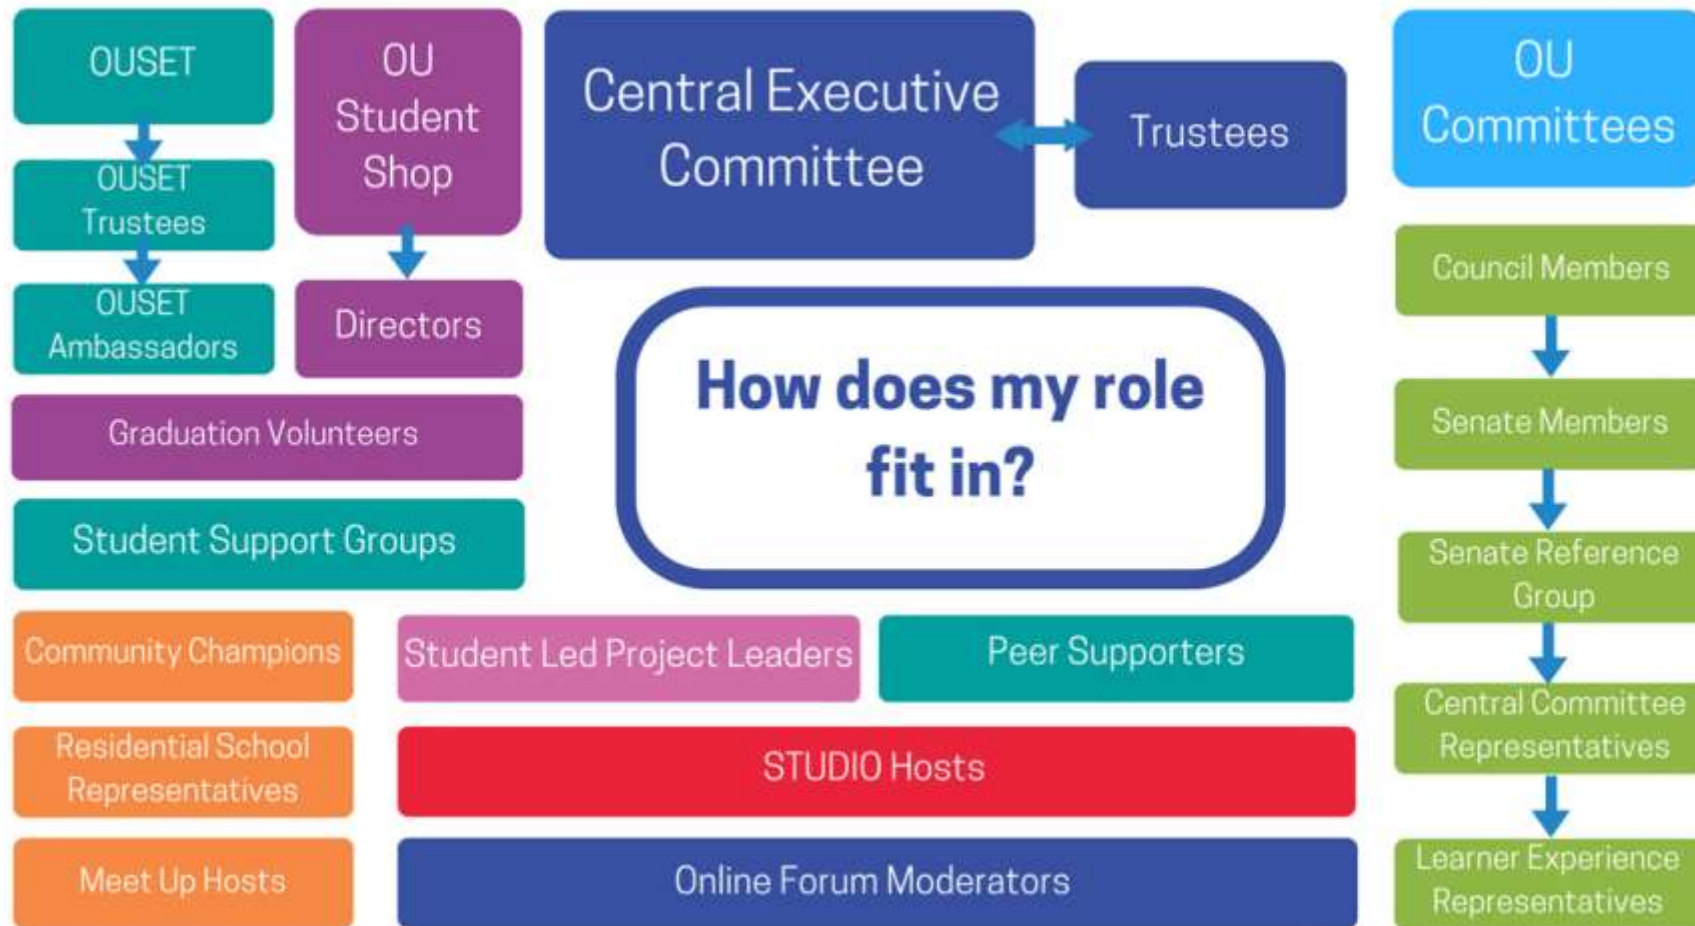 OUSET
OUSET
Trustees
OUSET
Ambassadors
OU
Student
Shop
Directors
Central Executive
Committee
Trustees
OU
Committees
Graduation Volunteers
Student Support Groups
How does my role
fit in?
Council Members
Senate Members
Senate Reference
Group
Central Committee
Representatives
Learner Experience
Representatives
Community Champions
Student Led Project Leaders
Peer Supporters
Residential School
Representatives
STUDIO Hosts
Meet Up Hosts
Online Forum Moderators